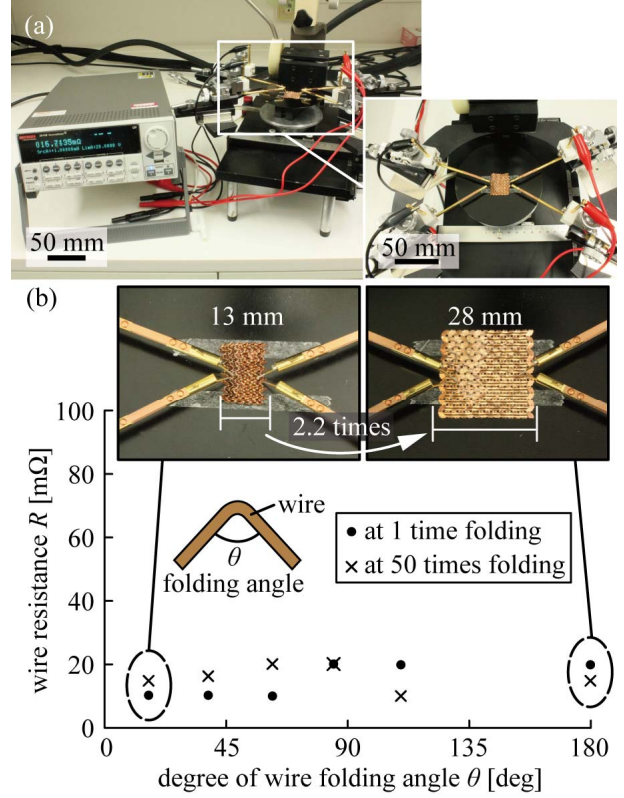 (a)
50 mm
50 mm
(b)
13 mm
28 mm
2.2 times
wire resistance R [mΩ]
100
80
60
40
20
0
wire
θ
folding angle
at 1 time folding
at 50 times folding
0
45
90
135
180
degree of wire folding angle θ [deg]